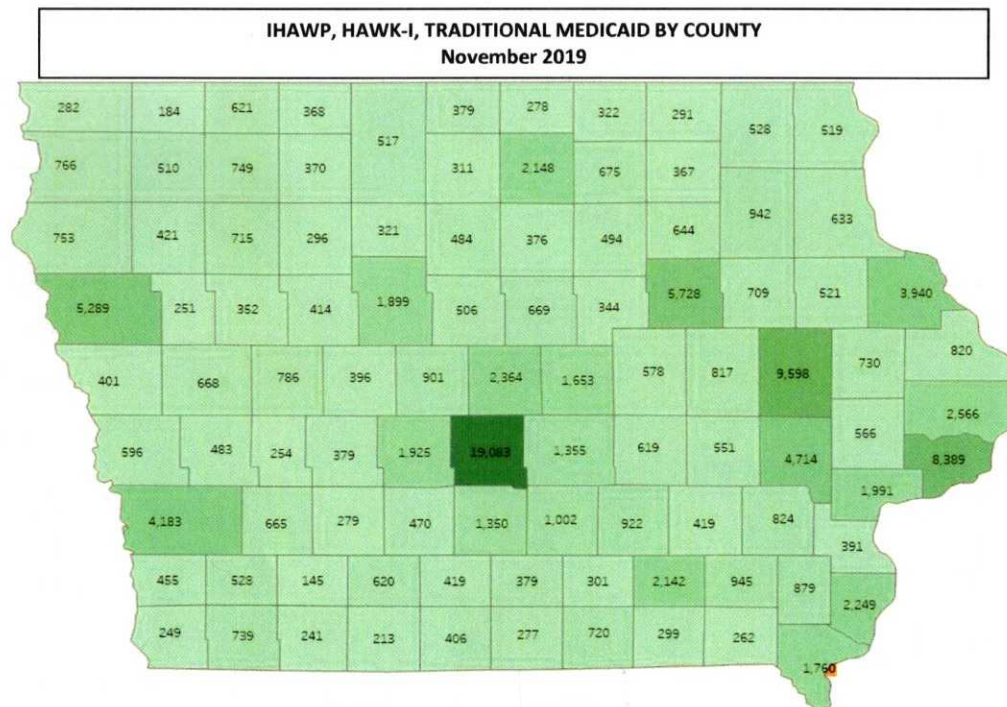 IHAWP, HAWK-I, TRADITIONAL MEDICAID BY COUNTY
November 2019
282 184 621 368 517 379 278 322 291 528 519
766 510 749 370 311 2,148 675 367
753 421 715 296 321 484 376 494 644 942 633
5,289 251 352 414 1,899 506 669 344 5,728 709 521 3,940
401 668 786 396 901 2,364 1,653 578 817 9,598 730 820
2,566
596 483 254 379 1,925 19,083 1,355 619 551 4,714 566 8,389
1,991
4,183 665 279 470 1,350 1,002 922 419 824 391
455 528 145 620 419 379 301 2,142 945 879 2,249
249 739 241 213 406 277 720 299 262 1,760